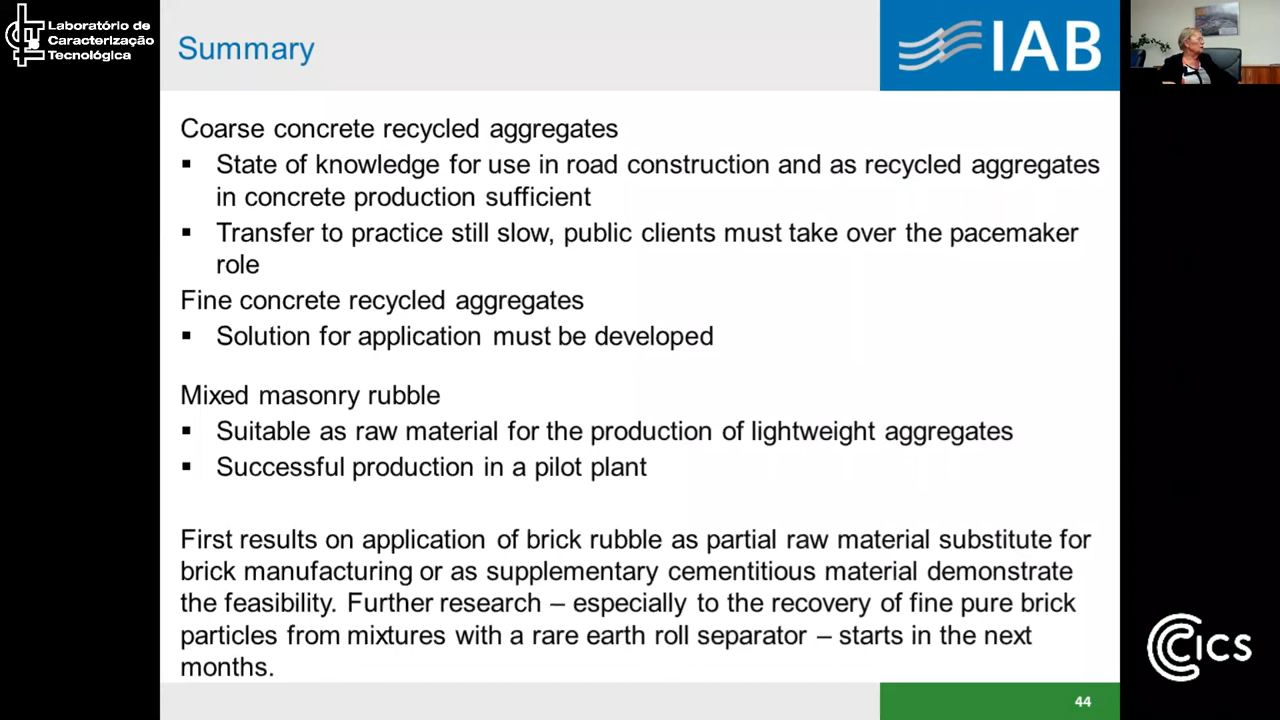 Laboratório de
Caracterização
Tecnológica
Summary
IAB
Coarse concrete recycled aggregates
▪ State of knowledge for use in road construction and as recycled aggregates
in concrete production sufficient
▪ Transfer to practice still slow, public clients must take over the pacemaker
role
Fine concrete recycled aggregates
▪ Solution for application must be developed
Mixed masonry rubble
▪ Suitable as raw material for the production of lightweight aggregates
▪ Successful production in a pilot plant
First results on application of brick rubble as partial raw material substitute for
brick manufacturing or as supplementary cementitious material demonstrate
the feasibility. Further research – especially to the recovery of fine pure brick
particles from mixtures with a rare earth roll separator – starts in the next
months.
CICS
44